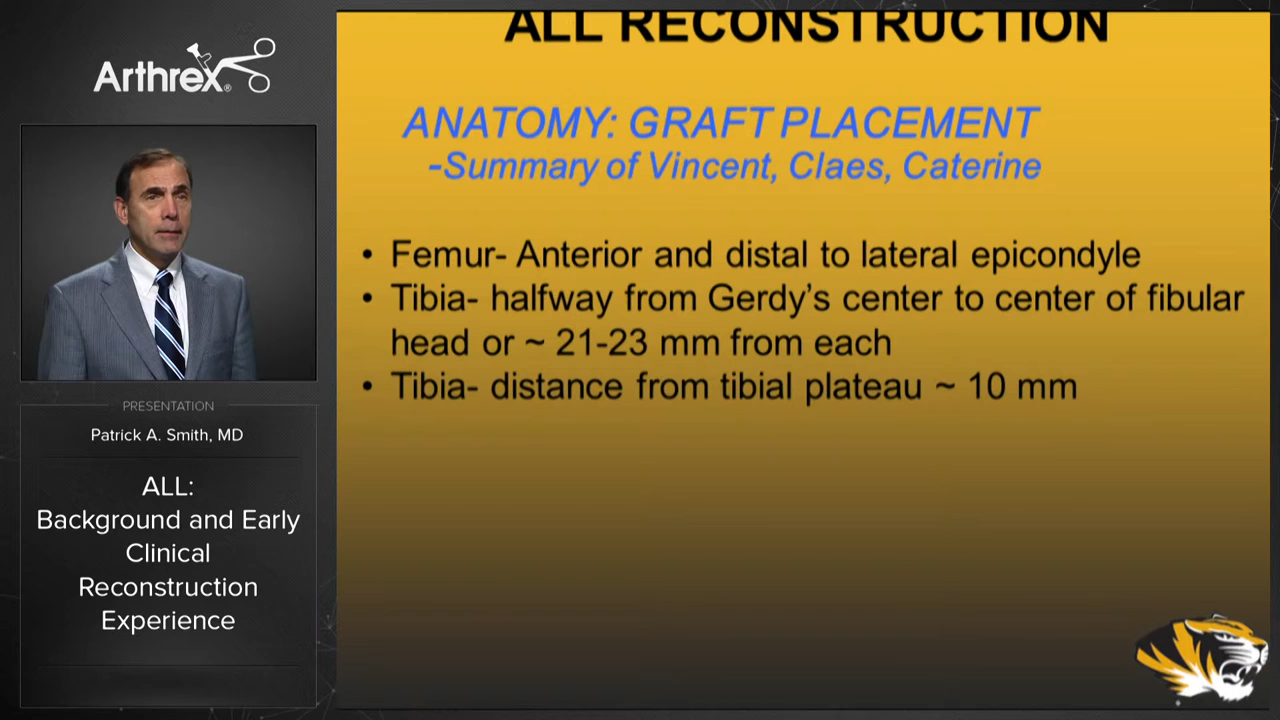 Arthrex®
PRESENTATION
Patrick A. Smith, MD
ALL:
Background and Early
Clinical
Reconstruction
Experience
ALL RECONSTRUCTION
ANATOMY: GRAFT PLACEMENT
-Summary of Vincent, Claes, Caterine
• Femur- Anterior and distal to lateral epicondyle
• Tibia- halfway from Gerdy’s center to center of fibular
head or ~ 21-23 mm from each
• Tibia- distance from tibial plateau ~ 10 mm